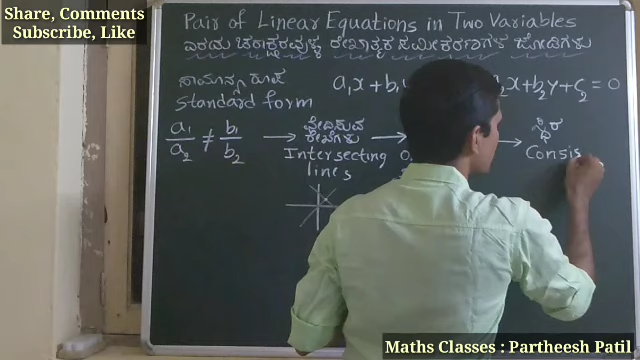 Share, Comments
Subscribe, Like
Pair of Linear Equations in Two Variables
ಎರಡು ಚರಾಕ್ಷರವುಳ್ಳ ರೇಖಾತ್ಮಕ ಸಮೀಕರಣಗಳ ಜೋಡಿಗಳು
ಸಾಮಾನ್ಯ ರೂಪ
Standard form
a₁x + b₁
x + b₂y + c₂ = 0
a₁/a₂ ≠ b₁/b₂ → ಛೇದಿಸುವ ರೇಖೆಗಳು → → ಸ್ಥಿರ
Intersecting lines
Consis
Maths Classes : Partheesh Patil